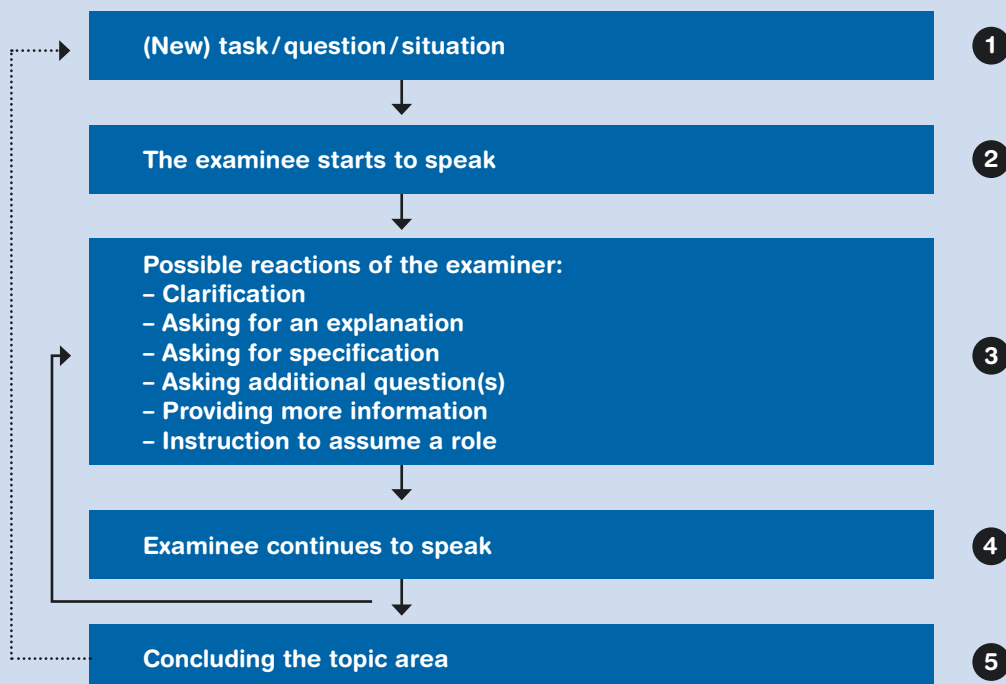 (New) task/question/situation
1
The examinee starts to speak
2
Possible reactions of the examiner:
– Clarification
– Asking for an explanation
– Asking for specification
– Asking additional question(s)
– Providing more information
– Instruction to assume a role
3
Examinee continues to speak
4
Concluding the topic area
5